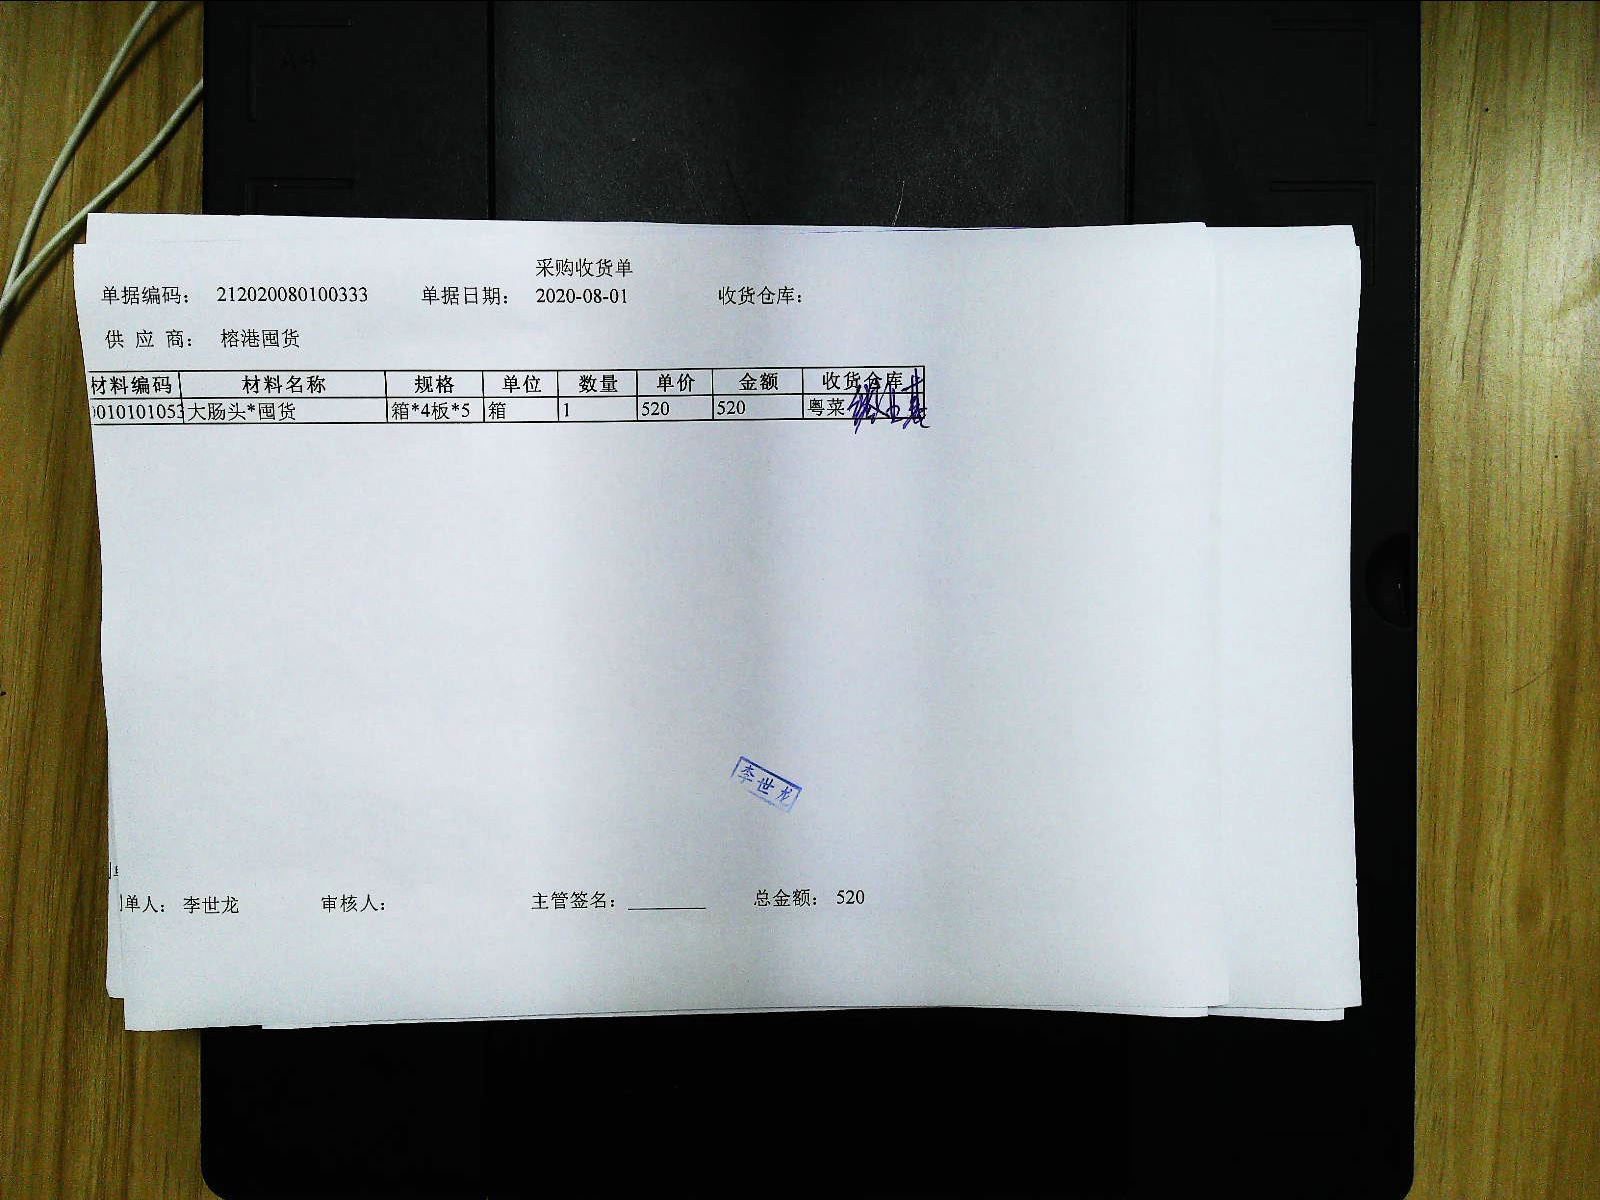 采购收货单
单据编码： 212020080100333 单据日期： 2020-08-01 收货仓库：
供 应 商： 榕港囤货
材料编码 材料名称 规格 单位 数量 单价 金额 收货仓库
010101053 大肠头*囤货 箱*4板*5 箱 1 520 520 粤菜
李世龙
单人： 李世龙 审核人： 主管签名： 总金额： 520